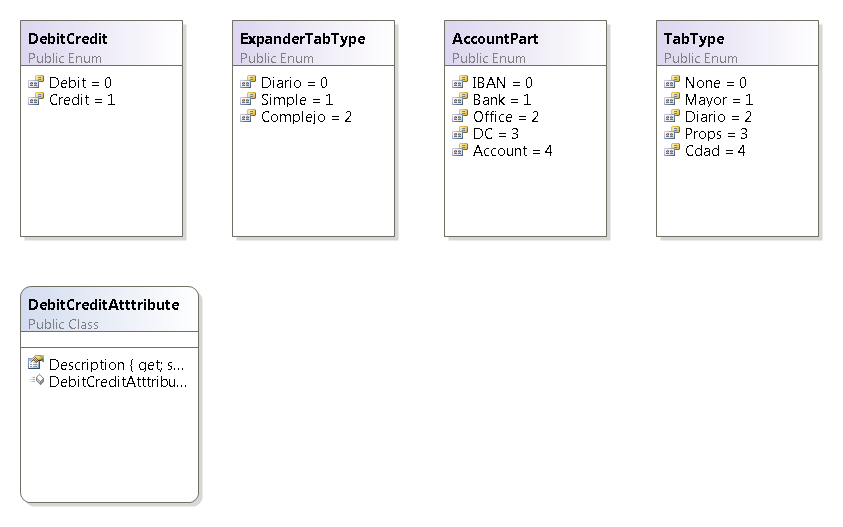 DebitCredit
Public Enum
Debit = 0
Credit = 1
ExpanderTabType
Public Enum
Diario = 0
Simple = 1
Complejo = 2
AccountPart
Public Enum
IBAN = 0
Bank = 1
Office = 2
DC = 3
Account = 4
TabType
Public Enum
None = 0
Mayor = 1
Diario = 2
Props = 3
Cdad = 4
DebitCreditAtttribute
Public Class
Description { get; s...
DebitCreditAtttribu...